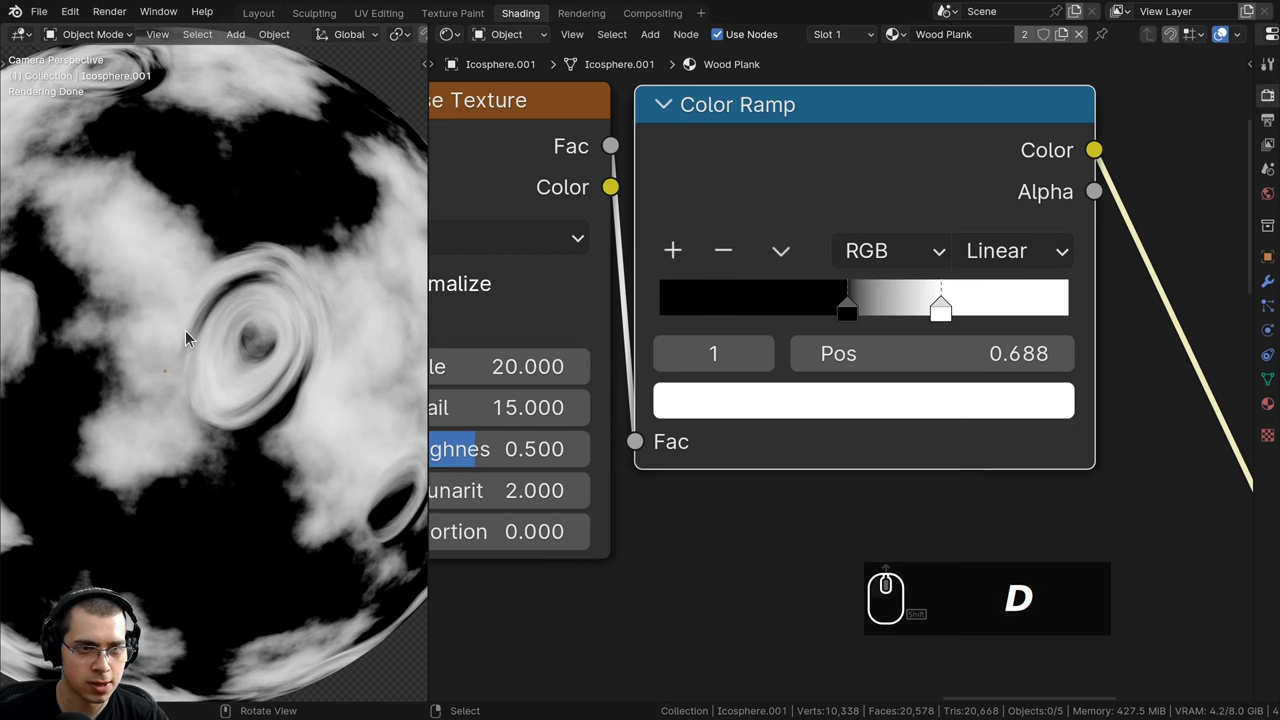 File Edit Render Window Help Layout Sculpting UV Editing Texture Paint Shading Rendering Compositing + Scene View Layer
Object Mode View Select Add Object Global Object View Select Add Node Use Nodes Slot 1 Wood Plank 2
Camera Perspective
(1) Collection | Icosphere.001
Rendering Done
Icosphere.001 > Icosphere.001 > Wood Plank
se Texture
Fac
Color
malize
le 20.000
ail 15.000
ghnes 0.500
unarit 2.000
ortion 0.000
Color Ramp
Color
Alpha
RGB Linear
1 Pos 0.688
Fac
Shift D
Rotate View Select Collection | Icosphere.001 | Verts:10,338 | Faces:20,578 | Tris:20,668 | Objects:0/5 | Memory: 427.5 MiB | VRAM: 4.2/8.0 GiB | 4